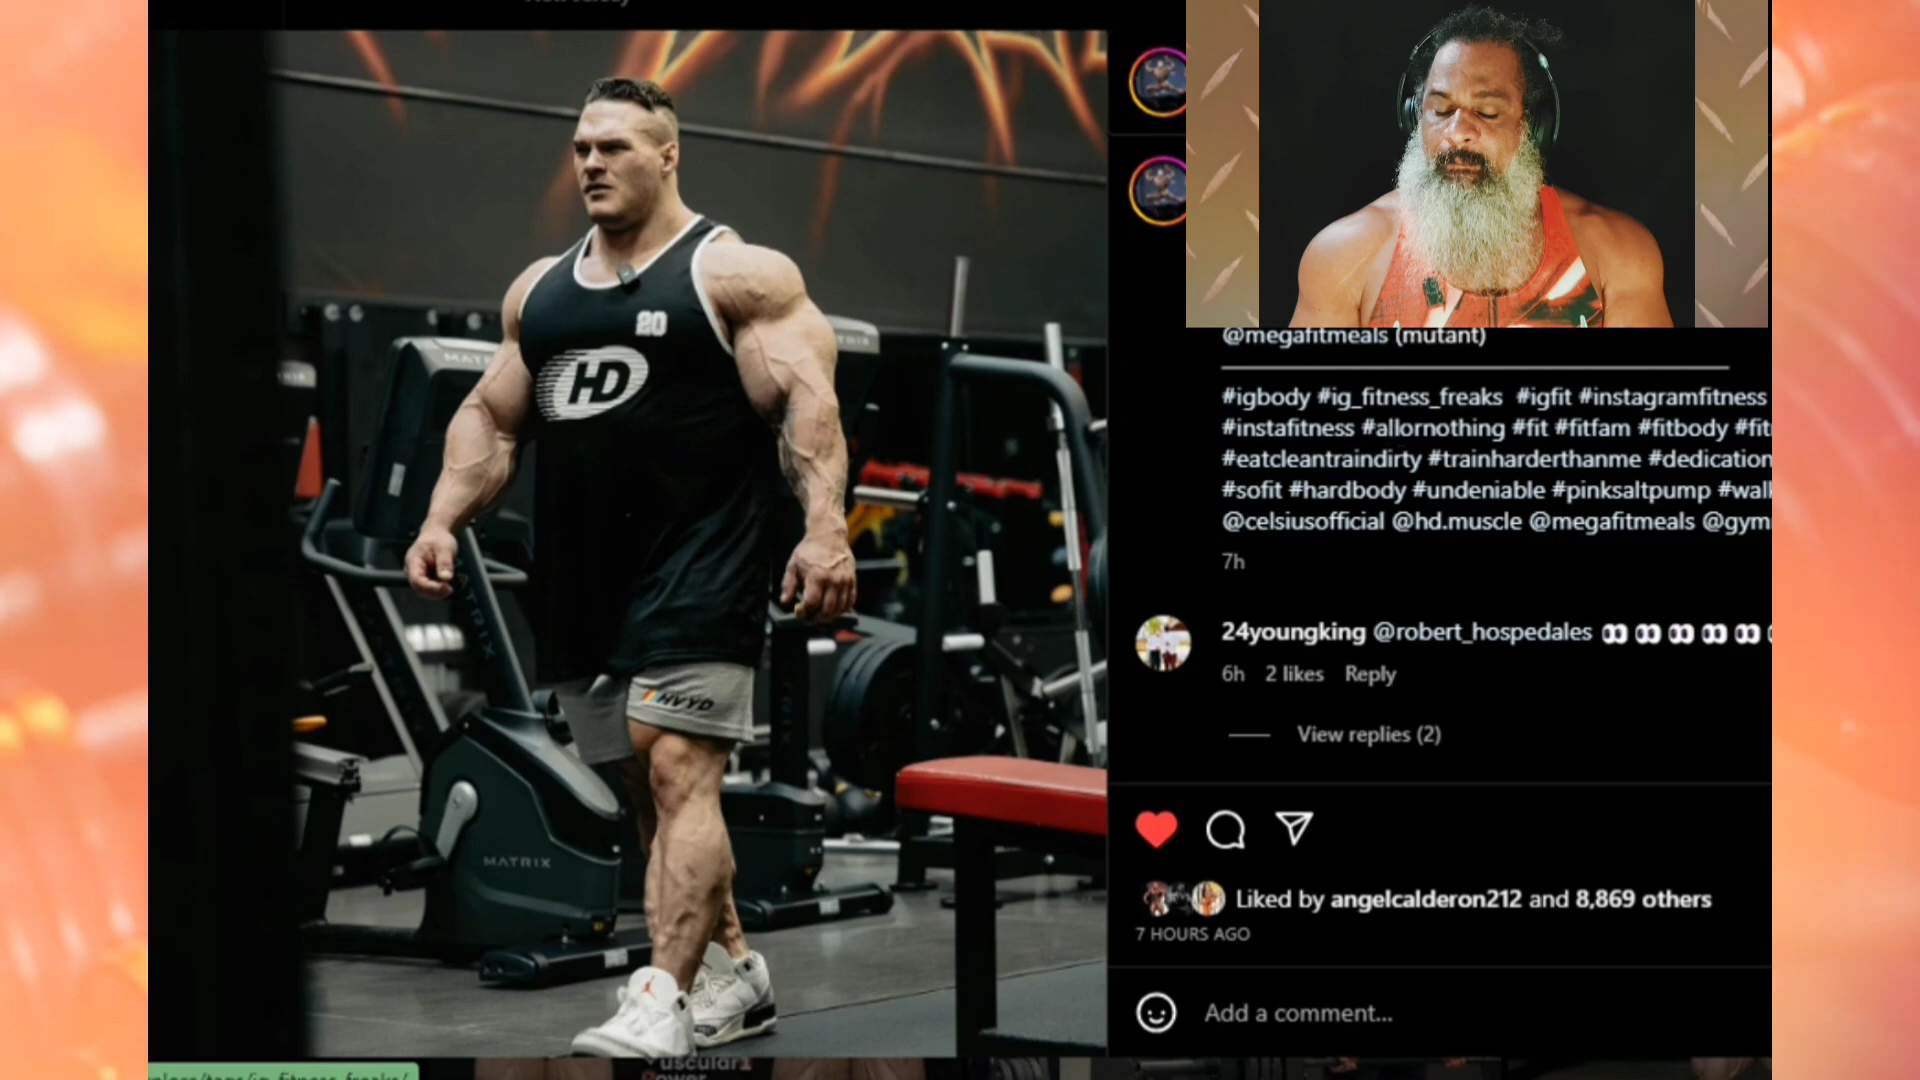 20
HD
HVYD
MATRIX
MATRIX
@megafitmeals (mutant)
#igbody #ig_fitness_freaks #igfit #instagramfitness
#instafitness #allornothing #fit #fitfam #fitbody
#eatcleantraindirty #trainharderthanme #dedication
#sofit #hardbody #undeniable #pinksaltpump
@celsiusofficial @hd.muscle @megafitmeals
7h
24youngking @robert_hospedales 👀 👀 👀 👀 👀
6h 2 likes Reply
View replies (2)
Liked by angelcalderon212 and 8,869 others
7 HOURS AGO
Add a comment...